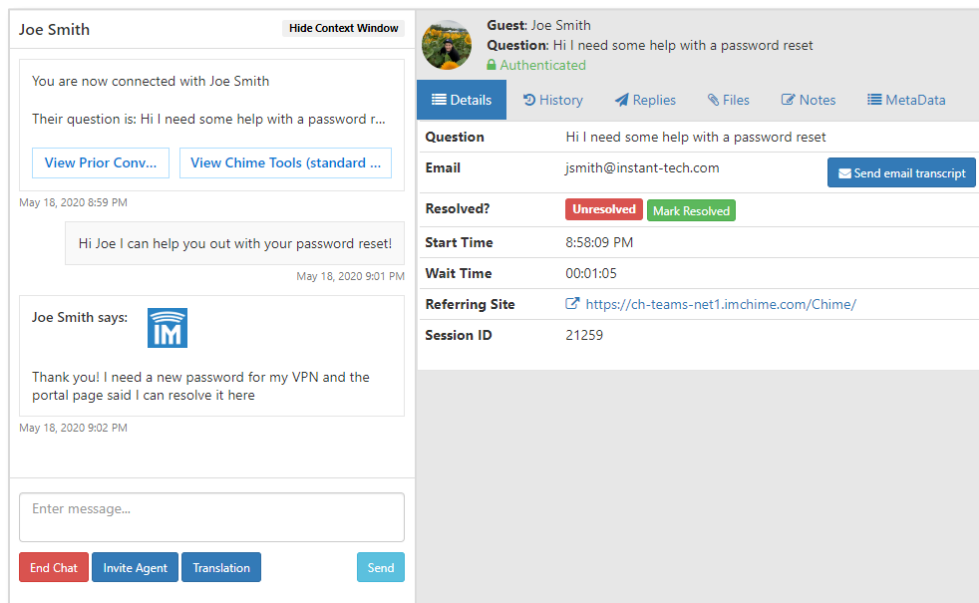 Joe Smith
Hide Context Window
You are now connected with Joe Smith
Their question is: Hi I need some help with a password r...
View Prior Conv...
View Chime Tools (standard ...
May 18, 2020 8:59 PM
Hi Joe I can help you out with your password reset!
May 18, 2020 9:01 PM
Joe Smith says:
IM
Thank you! I need a new password for my VPN and the
portal page said I can resolve it here
May 18, 2020 9:02 PM
Enter message...
End Chat
Invite Agent
Translation
Send
Guest: Joe Smith
Question: Hi I need some help with a password reset
Authenticated
Details
History
Replies
Files
Notes
MetaData
Question Hi I need some help with a password reset
Email jsmith@instant-tech.com
Send email transcript
Resolved? Unresolved Mark Resolved
Start Time 8:58:09 PM
Wait Time 00:01:05
Referring Site https://ch-teams-net1.imchime.com/Chime/
Session ID 21259